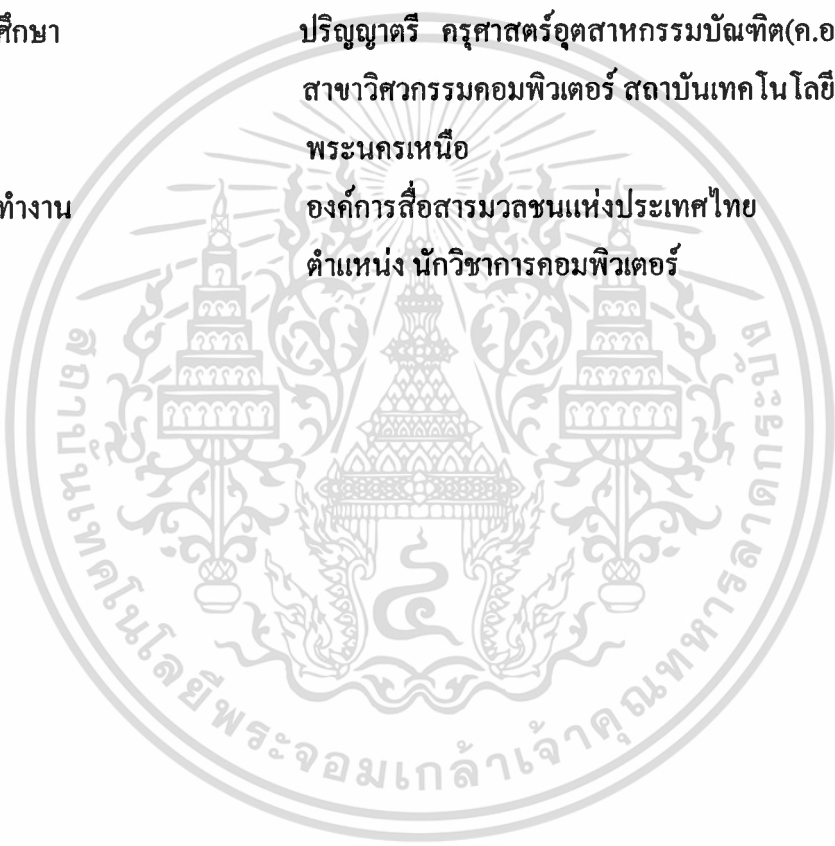 ศึกษา ปริญญาตรี ครุศาสตร์อุตสาหกรรมบัณฑิต(ค.อ
สาขาวิศวกรรมคอมพิวเตอร์ สถาบันเทคโนโลยี
พระนครเหนือ
ทำงาน องค์การสื่อสารมวลชนแห่งประเทศไทย
ตำแหน่ง นักวิชาการคอมพิวเตอร์
สถาบันเทคโนโลยีพระจอมเกล้าเจ้าคุณทหารลาดกระบัง